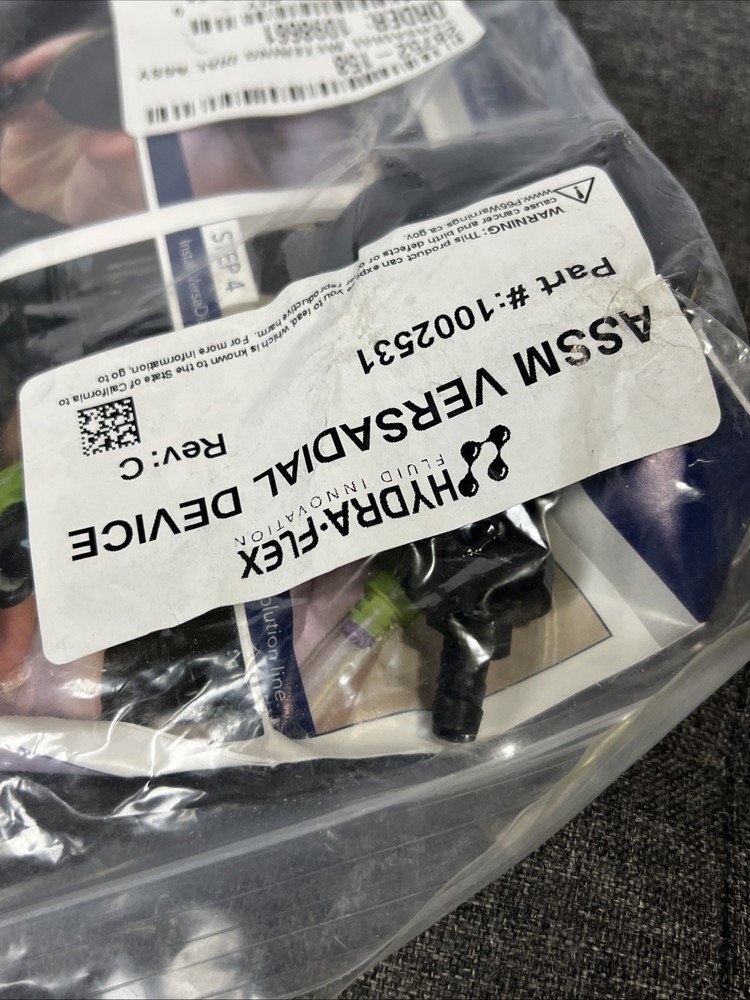 HYDRA-FLEX
FLUID INNOVATION
ASSM VERSADIAL DEVICE
Part #:1002531
Rev: C
WARNING: This product can expose you to lead, which is known to the State of California to
cause cancer and birth defects or other reproductive harm. For more information, go to
www.P65Warnings.ca.gov.
STEP 4
ORDER: 1098661